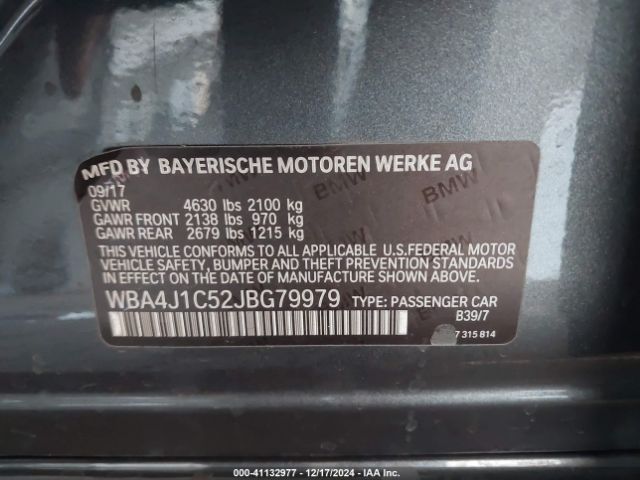 MFD BY BAYERISCHE MOTOREN WERKE AG
09/17
GVWR 4630 lbs 2100 kg
GAWR FRONT 2138 lbs 970 kg
GAWR REAR 2679 lbs 1215 kg
THIS VEHICLE CONFORMS TO ALL APPLICABLE U.S.FEDERAL MOTOR
VEHICLE SAFETY, BUMPER AND THEFT PREVENTION STANDARDS
IN EFFECT ON THE DATE OF MANUFACTURE SHOWN ABOVE.
WBA4J1C52JBG79979 TYPE: PASSENGER CAR
B39/7
7 315 814
BMW
BMW
000-41132977 - 12/17/2024 - IAA Inc.